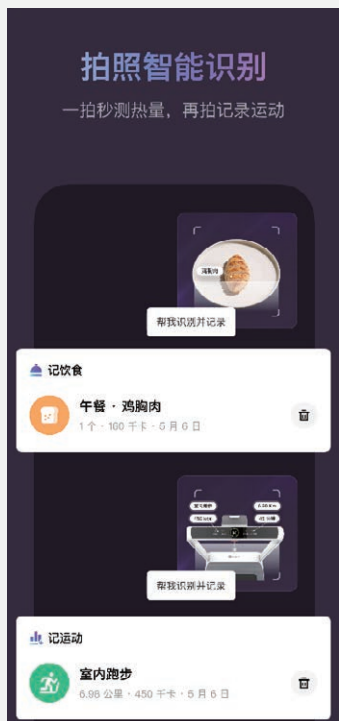 拍照智能识别
一拍秒测热量，再拍记录运动
鸡胸肉
帮我识别并记录
记饮食
午餐 · 鸡胸肉
1 个 · 100 千卡 · 5 月 6 日
帮我识别并记录
记运动
室内跑步
6.98 公里 · 450 千卡 · 5 月 6 日